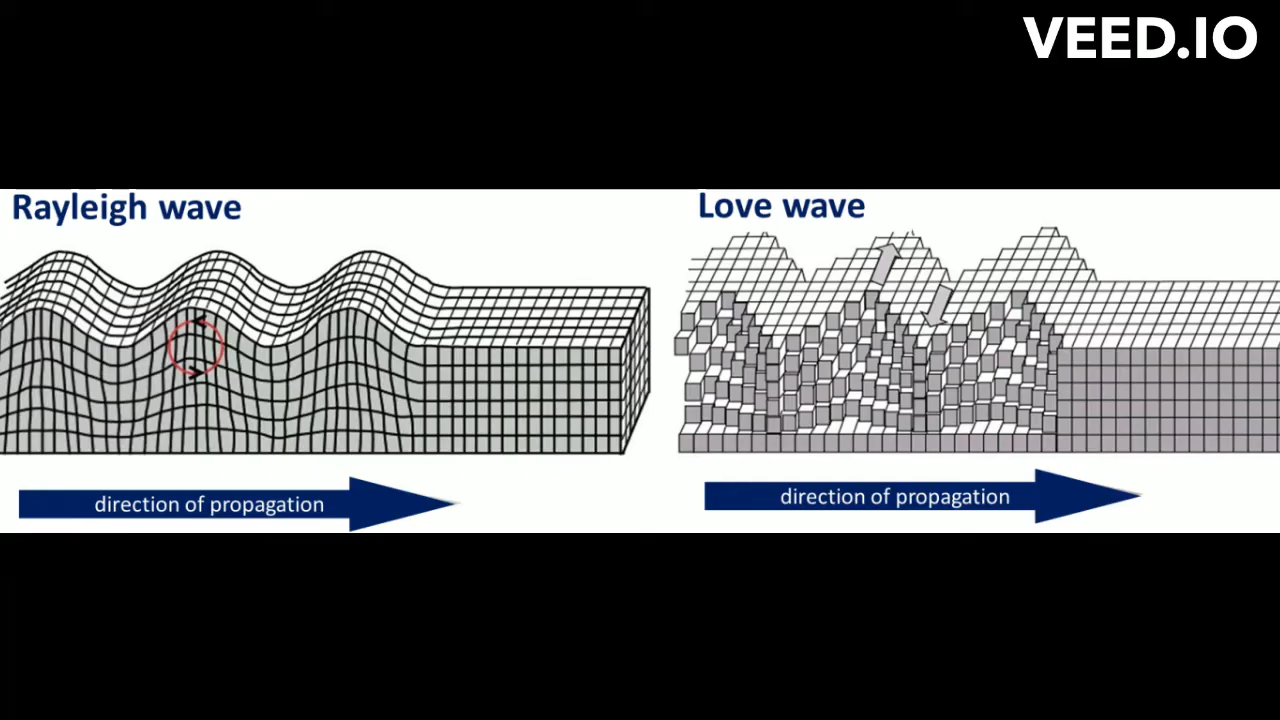 VEED.IO
Rayleigh wave
Love wave
direction of propagation
direction of propagation